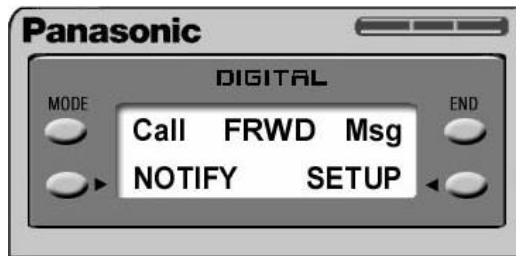 Panasonic
DIGITAL
MODE
END
Call FRWD Msg
NOTIFY SETUP